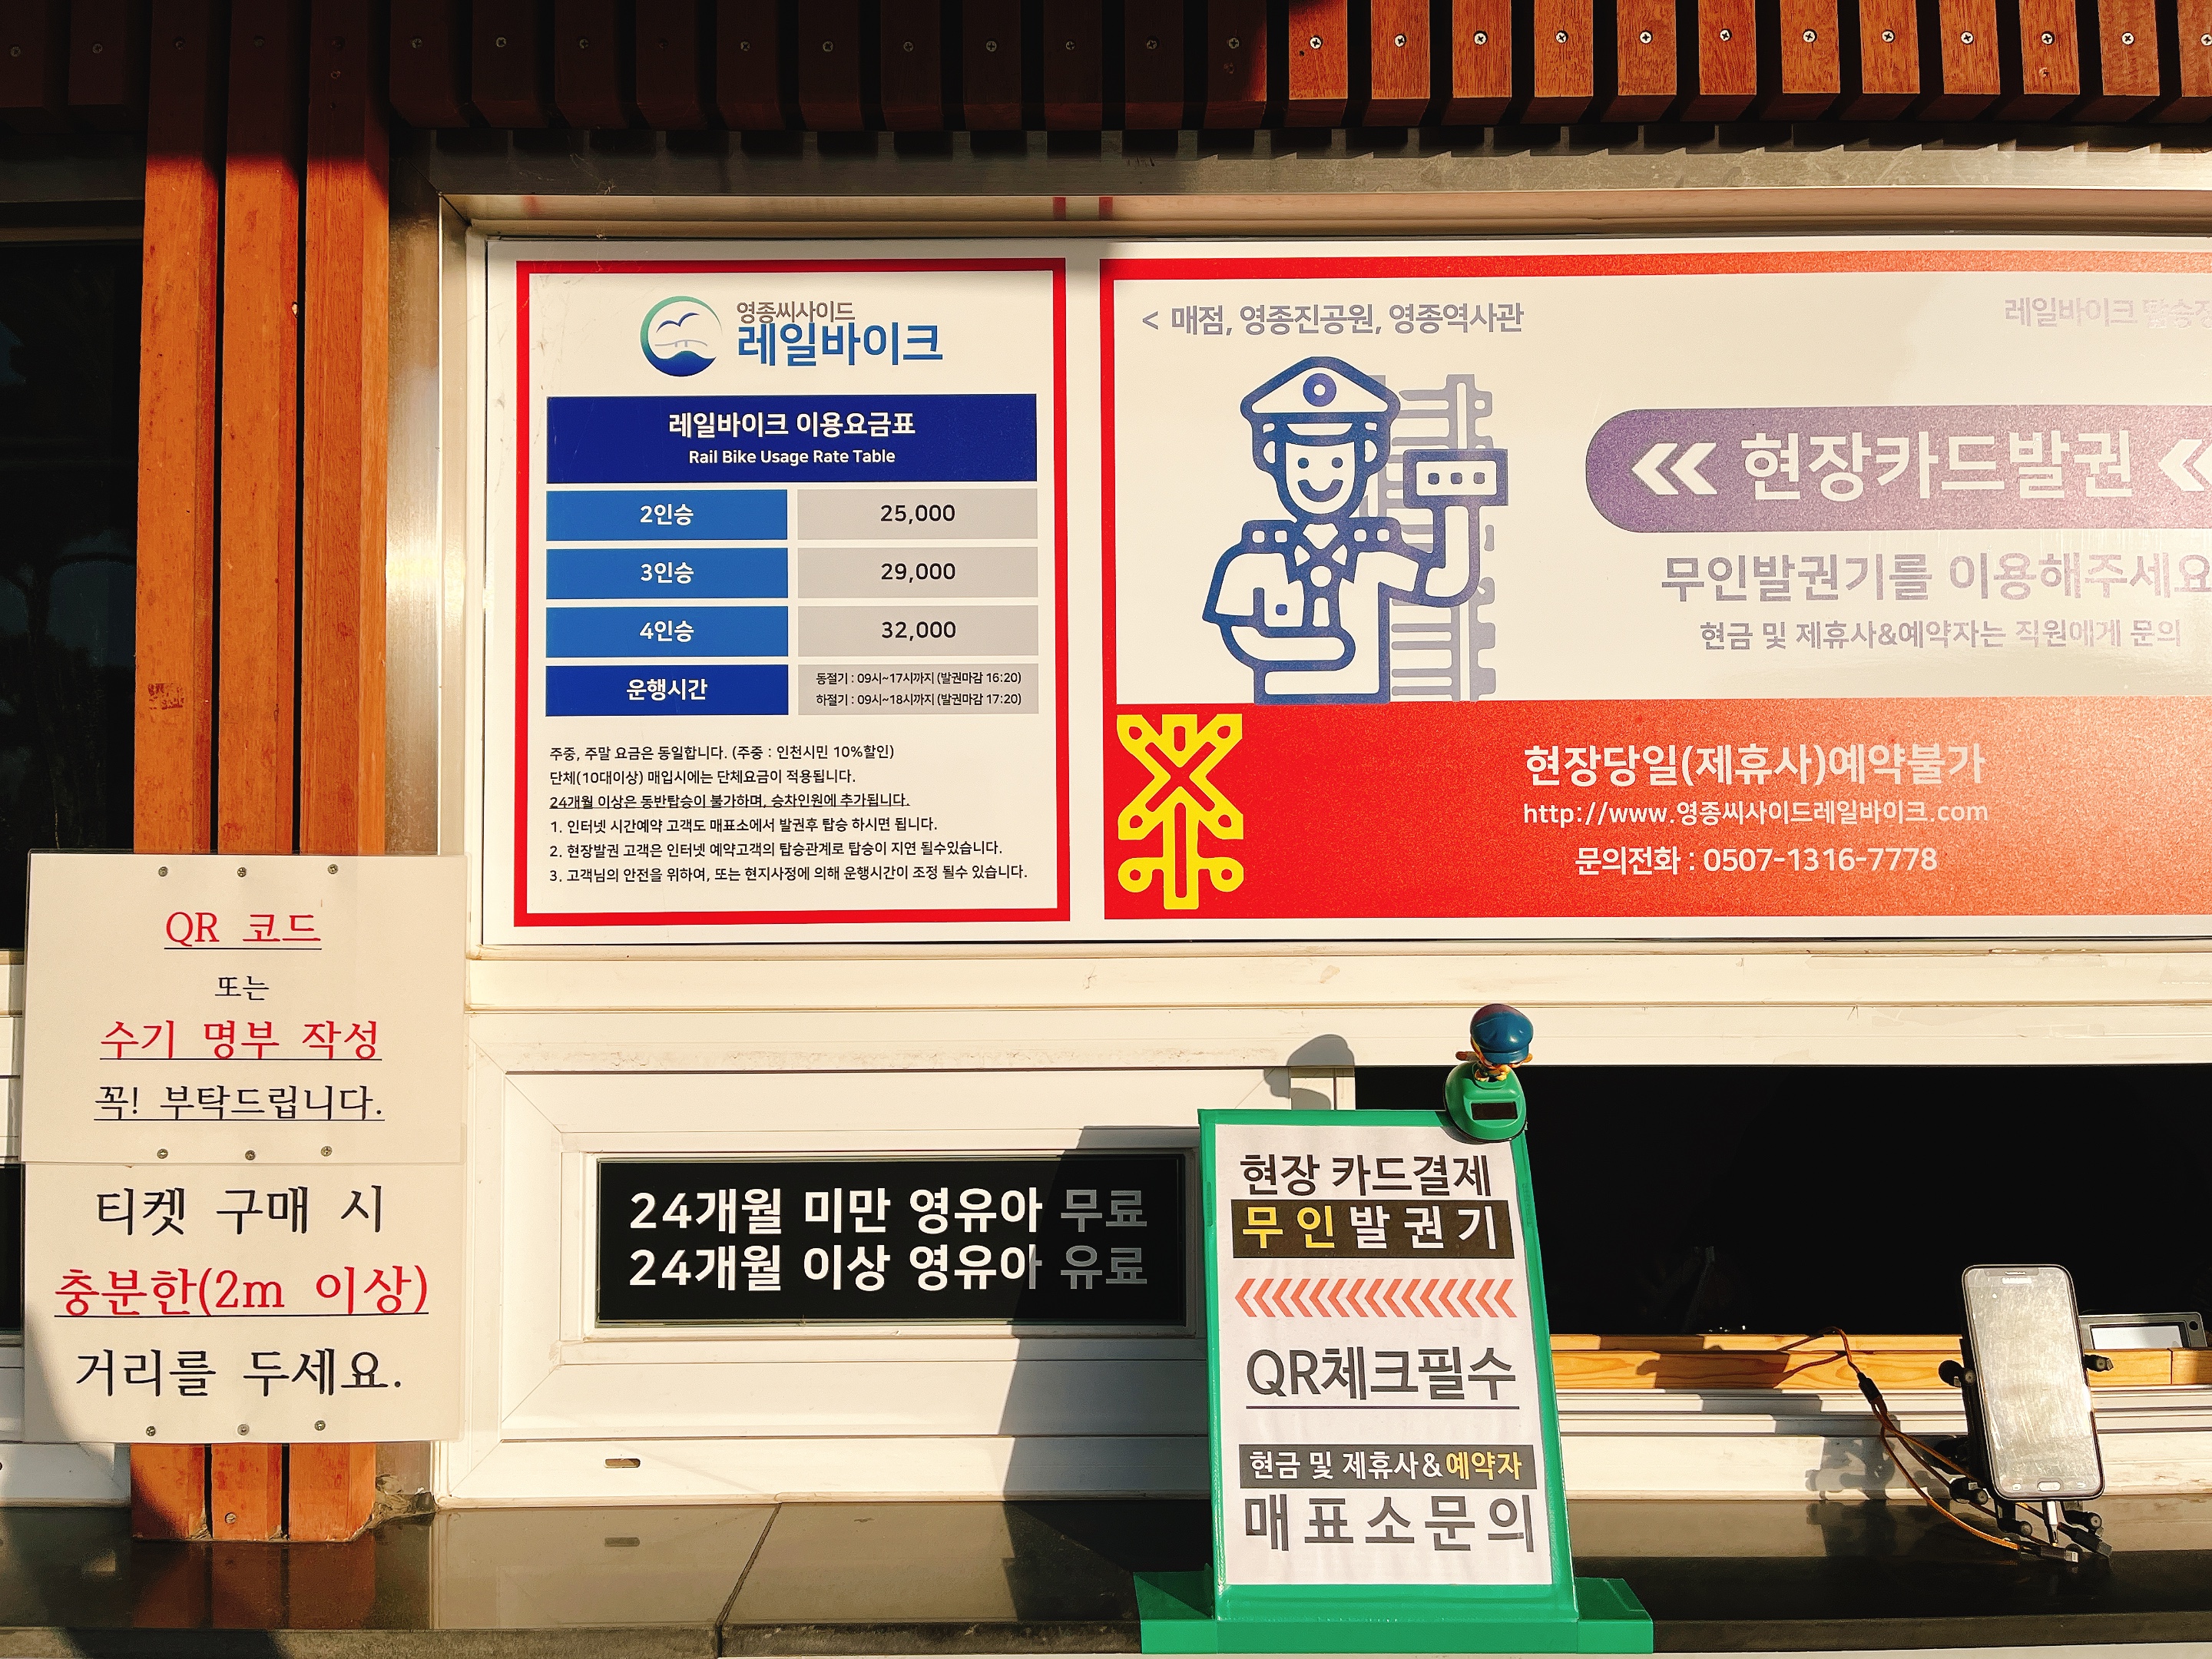 영종씨사이드
레일바이크
레일바이크 이용요금표
Rail Bike Usage Rate Table
2인승 25,000
3인승 29,000
4인승 32,000
운행시간
동절기 : 09시~17시까지 (발권마감 16:20)
하절기 : 09시~18시까지 (발권마감 17:20)
주중, 주말 요금은 동일합니다. (주중 : 인천시민 10%할인)
단체(10대이상) 매입시에는 단체요금이 적용됩니다.
24개월 이상은 동반탑승이 불가하며, 승차인원에 추가됩니다.
1. 인터넷 시간예약 고객도 매표소에서 발권후 탑승 하시면 됩니다.
2. 현장발권 고객은 인터넷 예약고객의 탑승관계로 탑승이 지연 될수있습니다.
3. 고객님의 안전을 위하여, 또는 현지사정에 의해 운행시간이 조정 될수 있습니다.
< 매점, 영종진공원, 영종역사관
레일바이크 탑승장
현장카드발권
무인발권기를 이용해주세요
현금 및 제휴사&예약자는 직원에게 문의
현장당일(제휴사)예약불가
http://www.영종씨사이드레일바이크.com
문의전화 : 0507-1316-7778
QR 코드
또는
수기 명부 작성
꼭! 부탁드립니다.
티켓 구매 시
충분한(2m 이상)
거리를 두세요.
24개월 미만 영유아 무료
24개월 이상 영유아 유료
현장 카드결제
무인발권기
QR체크필수
현금 및 제휴사&예약자
매표소문의